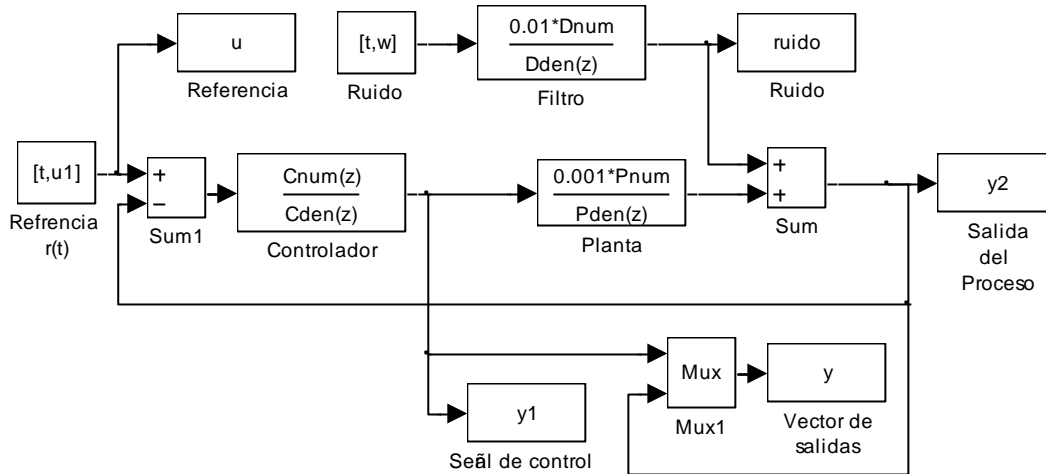 u
Referencia
[t,w]
Ruido
0.01*Dnum
Dden(z)
Filtro
ruido
Ruido
[t,u1]
Refrencia
r(t)
+
−
Sum1
Cnum(z)
Cden(z)
Controlador
0.001*Pnum
Pden(z)
Planta
+
+
Sum
y2
Salida
del
Proceso
Mux
Mux1
y
Vector de
salidas
y1
Señal de control